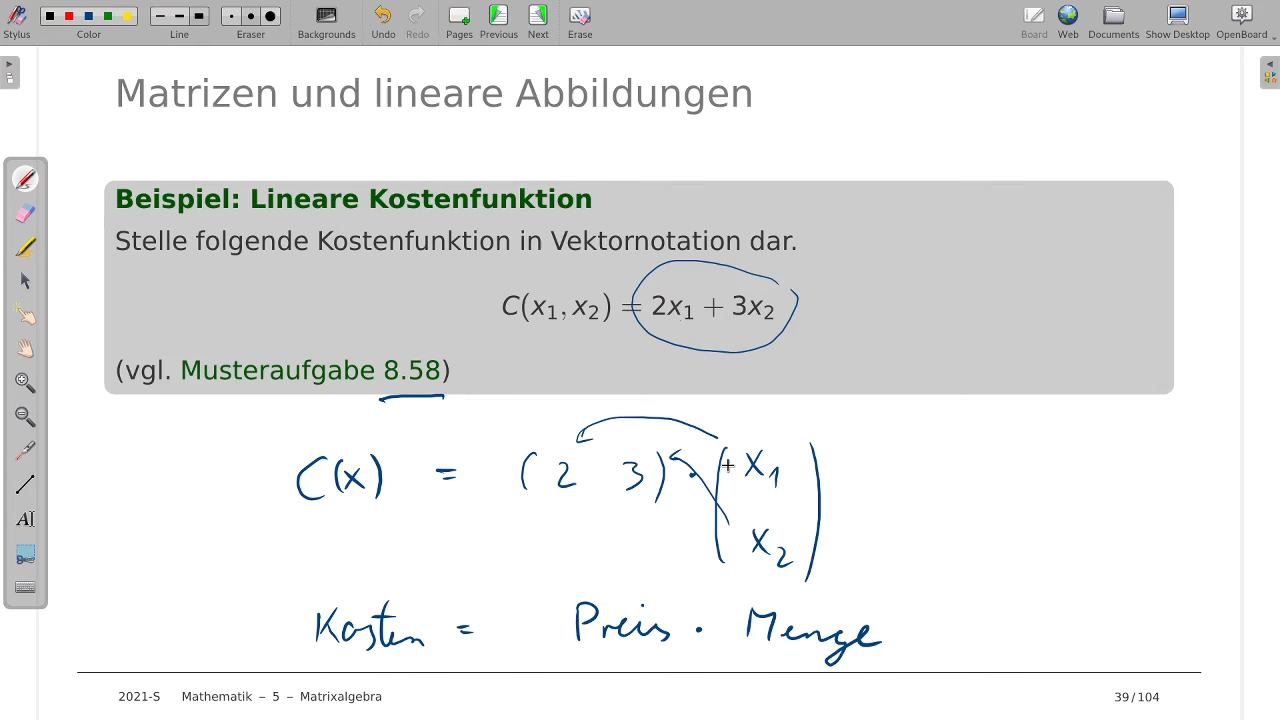 Stylus Color Line Eraser Backgrounds Undo Redo Pages Previous Next Erase Board Web Documents Show Desktop OpenBoard
Matrizen und lineare Abbildungen
Beispiel: Lineare Kostenfunktion
Stelle folgende Kostenfunktion in Vektornotation dar.
C(x₁, x₂) = 2x₁ + 3x₂
(vgl. Musteraufgabe 8.58)
C(x) = (2 3) · (x₁
x₂)
Kosten = Preis · Menge
2021-S Mathematik – 5 – Matrixalgebra 39/104